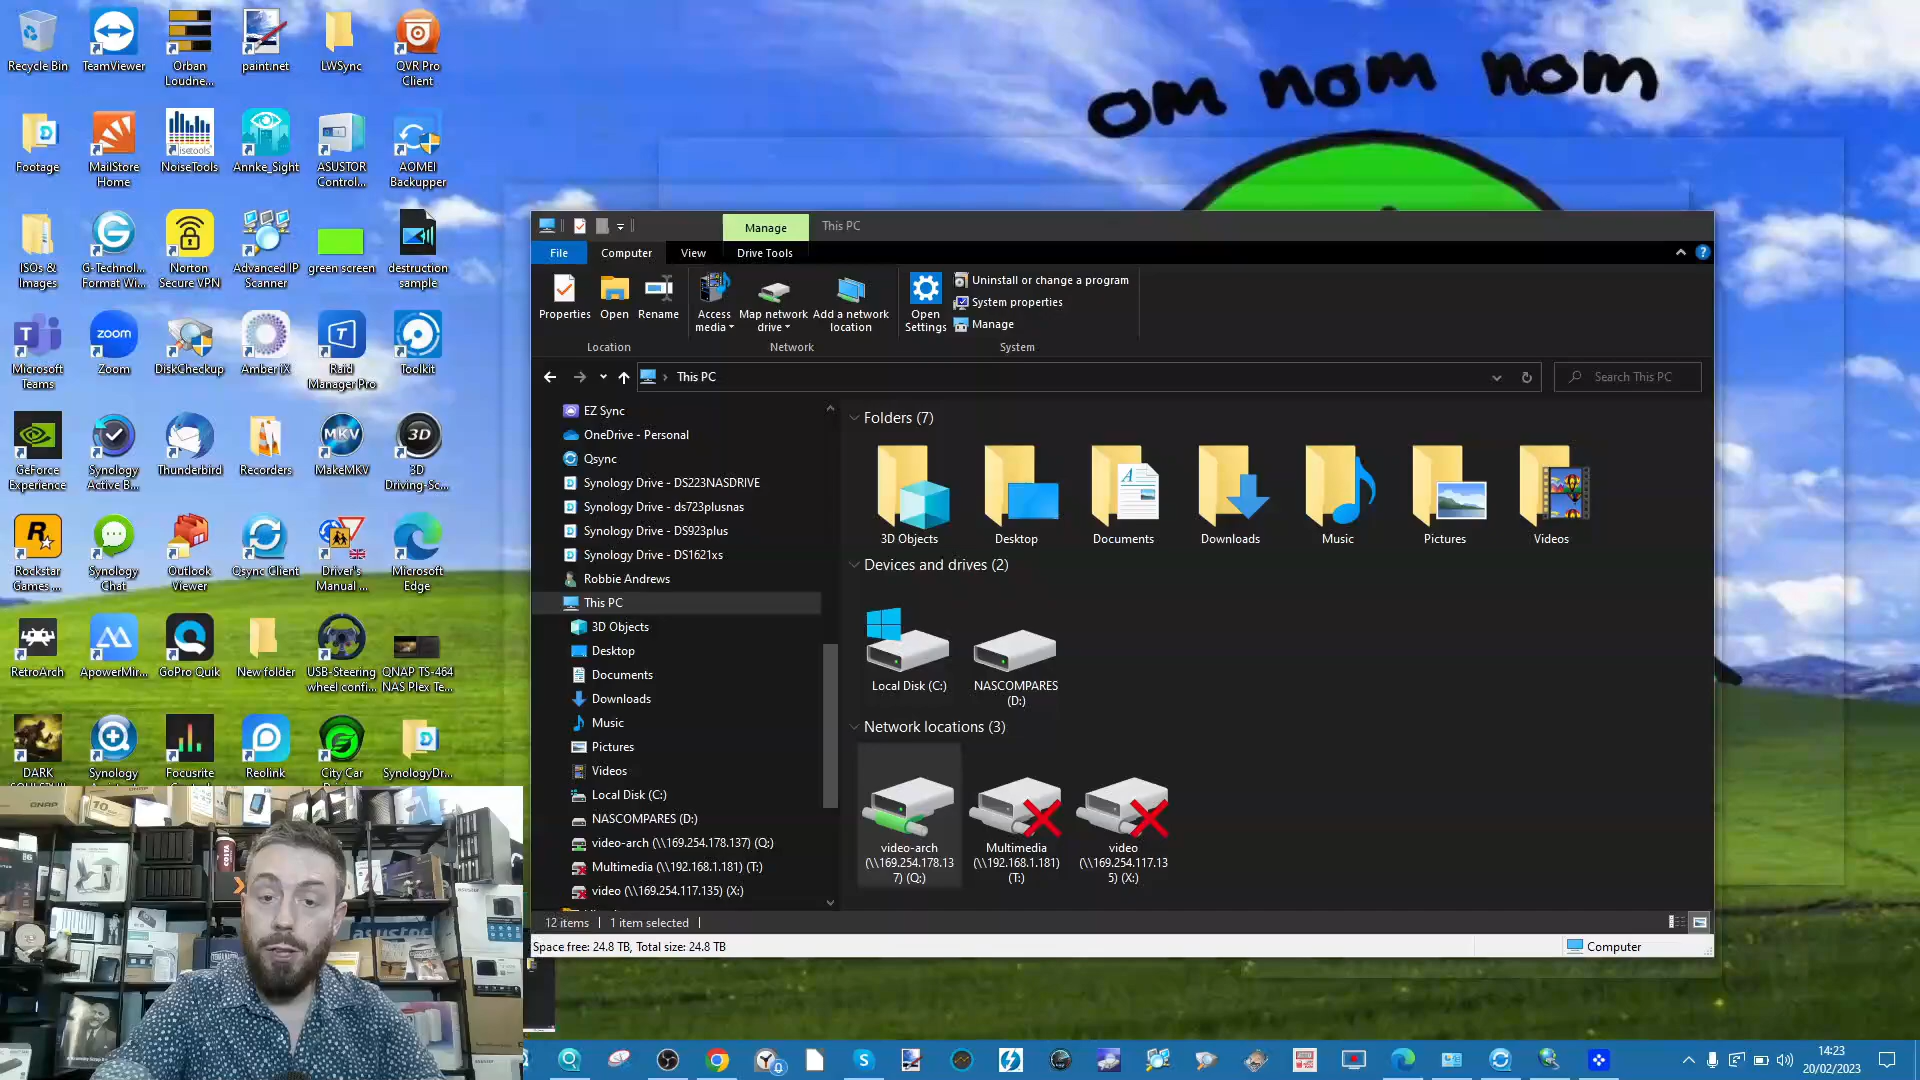 om nom nom
Recycle Bin
TeamViewer
Orban
Loudne...
paint.net
LWSync
QVR Pro
Client
Footage
MailStore
Home
NoiseTools
Annke_Sight
ASUSTOR
Control...
AOMEI
Backupper
ISOs &
Images
G-Technol...
Format Wi...
Norton
Secure VPN
Advanced IP
Scanner
green screen
destruction
sample
Microsoft
Teams
zoom
Zoom
DiskCheckup
Amber iX
Raid
Manager Pro
Toolkit
GeForce
Experience
Synology
Active B...
Thunderbird
Recorders
MKV
MakeMKV
3D
3D
Driving-Sc...
Rockstar
Games ...
Synology
Chat
Outlook
Viewer
Qsync Client
Driver's
Manual ...
Microsoft
Edge
RetroArch
ApowerMir...
GoPro Quik
New folder
USB-Steering
wheel confi...
QNAP TS-464
NAS Plex Te...
DARK
Synology
Focusrite
Reolink
City Car
SynologyDr...
Manage
This PC
File
Computer
View
Drive Tools
Properties
Open
Rename
Access
media
Map network
drive
Add a network
location
Open
Settings
Uninstall or change a program
System properties
Manage
Location
Network
System
This PC
Search This PC
EZ Sync
OneDrive - Personal
Qsync
Synology Drive - DS223NASDRIVE
Synology Drive - ds723plusnas
Synology Drive - DS923plus
Synology Drive - DS1621xs
Robbie Andrews
This PC
3D Objects
Desktop
Documents
Downloads
Music
Pictures
Videos
Local Disk (C:)
NASCOMPARES (D:)
video-arch (\\169.254.178.137) (Q:)
Multimedia (\\192.168.1.181) (T:)
video (\\169.254.117.135) (X:)
Folders (7)
3D Objects
Desktop
Documents
Downloads
Music
Pictures
Videos
Devices and drives (2)
Local Disk (C:)
NASCOMPARES
(D:)
Network locations (3)
video-arch
(\\169.254.178.13
7) (Q:)
Multimedia
(\\192.168.1.181)
(T:)
video
(\\169.254.117.13
5) (X:)
12 items
1 item selected
Space free: 24.8 TB, Total size: 24.8 TB
Computer
QNAP
COSTA
asustor
14:23
20/02/2023